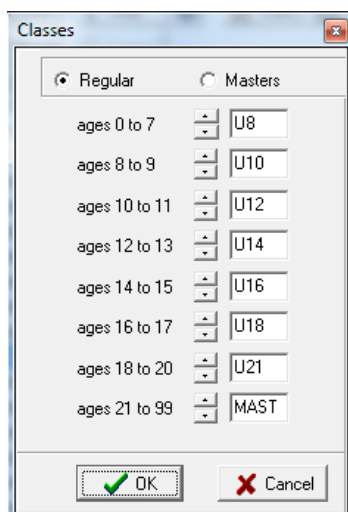 Classes
Regular Masters
ages 0 to 7 U8
ages 8 to 9 U10
ages 10 to 11 U12
ages 12 to 13 U14
ages 14 to 15 U16
ages 16 to 17 U18
ages 18 to 20 U21
ages 21 to 99 MAST
OK Cancel